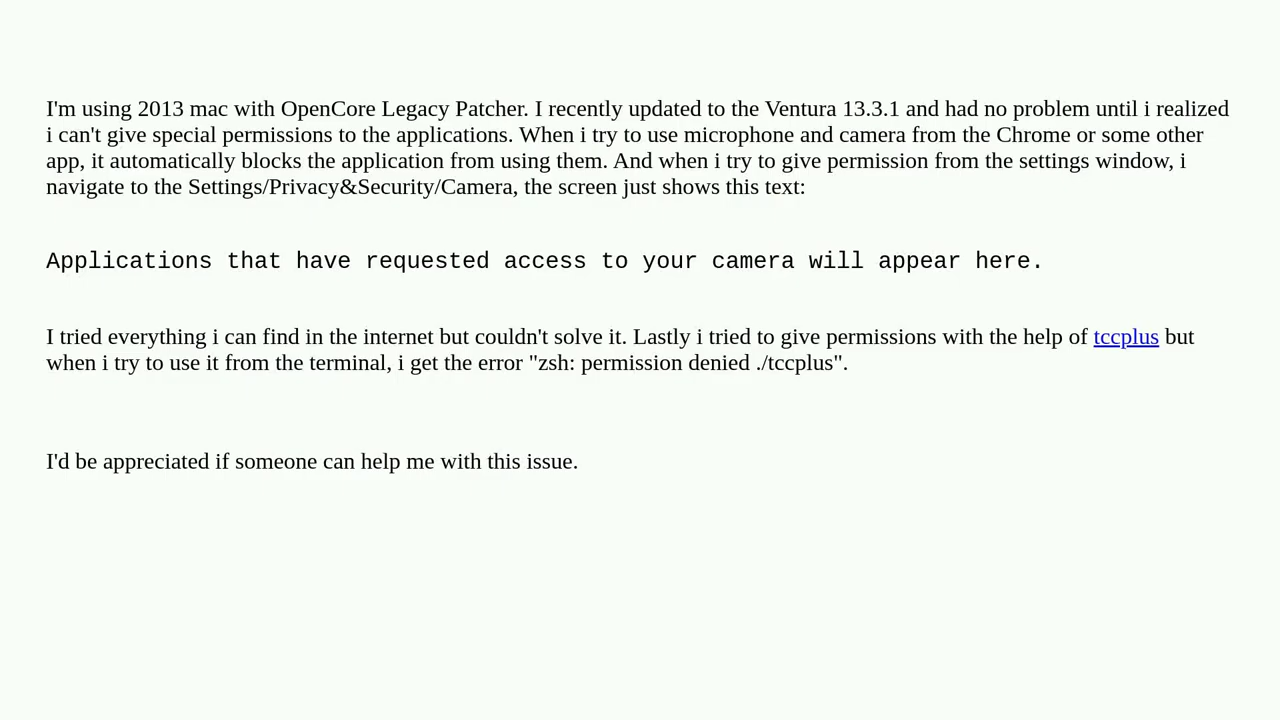 I'm using 2013 mac with OpenCore Legacy Patcher. I recently updated to the Ventura 13.3.1 and had no problem until i realized
i can't give special permissions to the applications. When i try to use microphone and camera from the Chrome or some other
app, it automatically blocks the application from using them. And when i try to give permission from the settings window, i
navigate to the Settings/Privacy&Security/Camera, the screen just shows this text:
Applications that have requested access to your camera will appear here.
I tried everything i can find in the internet but couldn't solve it. Lastly i tried to give permissions with the help of tccplus but
when i try to use it from the terminal, i get the error "zsh: permission denied ./tccplus".
I'd be appreciated if someone can help me with this issue.